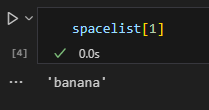 spacelist[1]
[4]
0.0s
'banana'